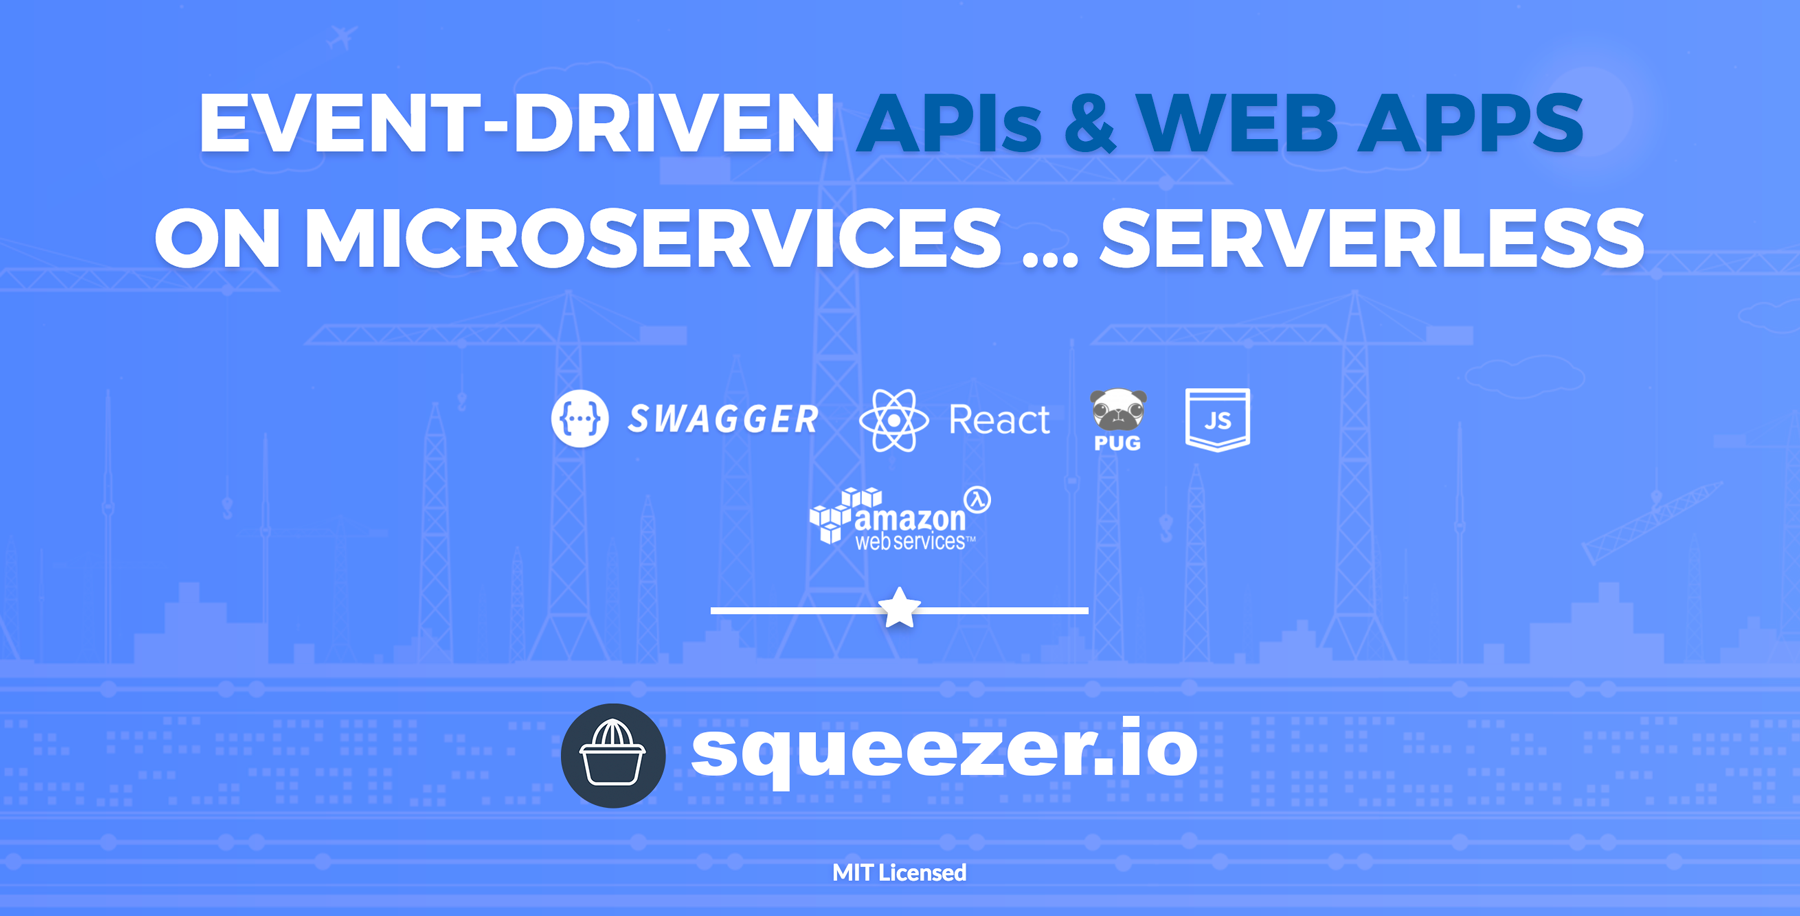 EVENT-DRIVEN APIs & WEB APPS
ON MICROSERVICES ... SERVERLESS
{···} SWAGGER React PUG JS
amazon λ
web services™
squeezer.io
MIT Licensed